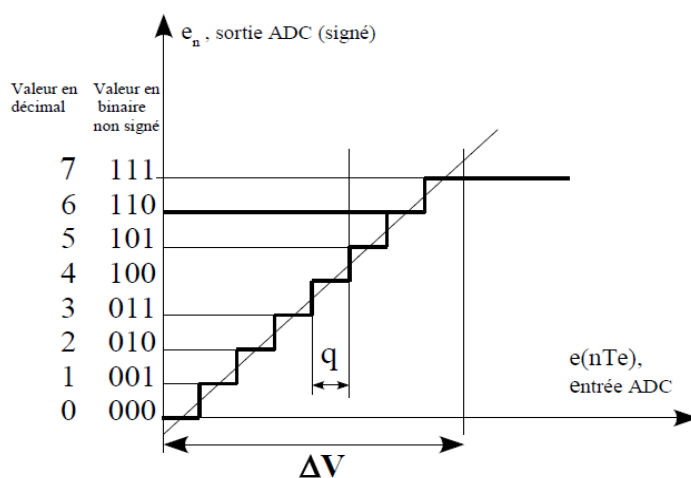 eₙ , sortie ADC (signé)
Valeur en décimal
Valeur en binaire non signé
7 111
6 110
5 101
4 100
3 011
2 010
1 001
0 000
q
e(nTe),
entrée ADC
ΔV